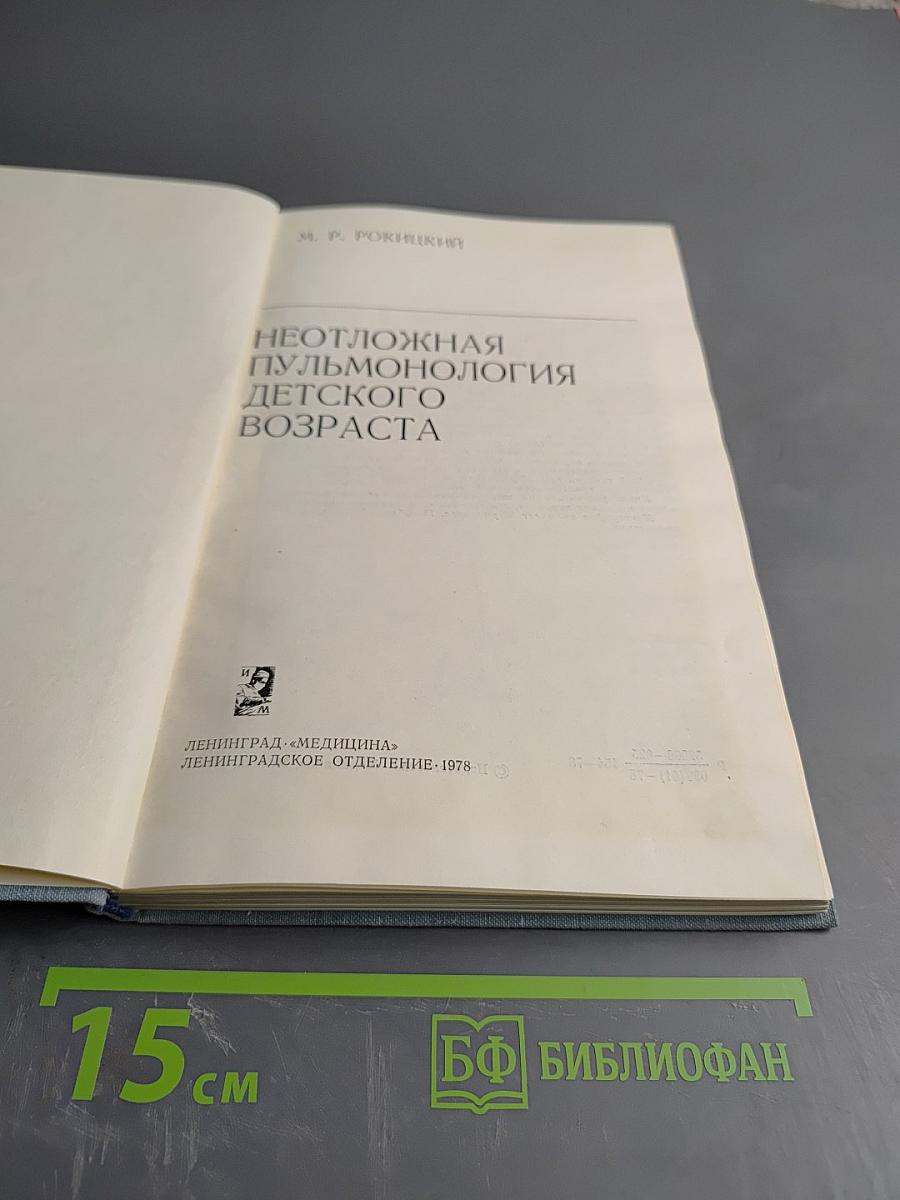 М. Р. РОКИЦКИЙ
НЕОТЛОЖНАЯ
ПУЛЬМОНОЛОГИЯ
ДЕТСКОГО
ВОЗРАСТА
И
М
ЛЕНИНГРАД·«МЕДИЦИНА»
ЛЕНИНГРАДСКОЕ ОТДЕЛЕНИЕ·1978
15 см
БФ БИБЛИОФАН